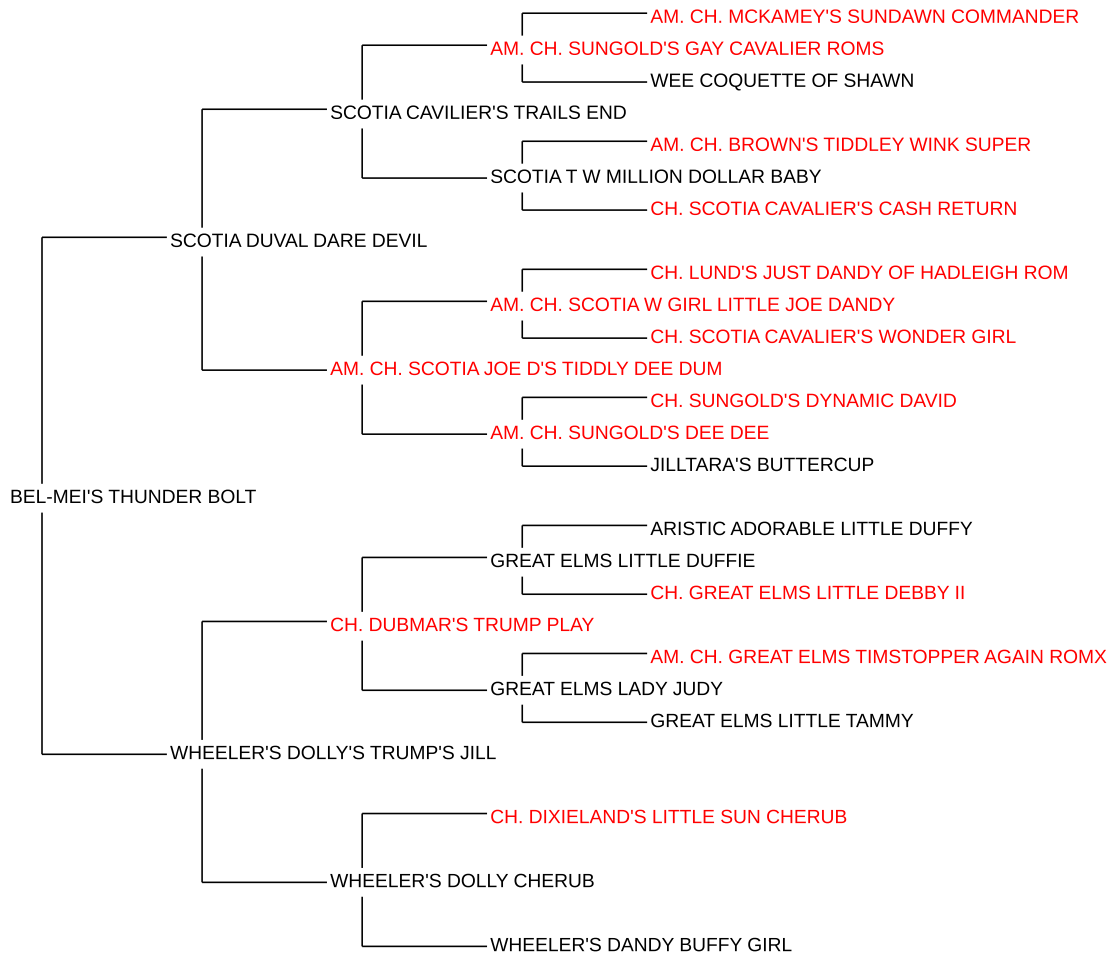 AM. CH. MCKAMEY'S SUNDAWN COMMANDER
AM. CH. SUNGOLD'S GAY CAVALIER ROMS
WEE COQUETTE OF SHAWN
SCOTIA CAVILIER'S TRAILS END
AM. CH. BROWN'S TIDDLEY WINK SUPER
SCOTIA T W MILLION DOLLAR BABY
CH. SCOTIA CAVALIER'S CASH RETURN
SCOTIA DUVAL DARE DEVIL
CH. LUND'S JUST DANDY OF HADLEIGH ROM
AM. CH. SCOTIA W GIRL LITTLE JOE DANDY
CH. SCOTIA CAVALIER'S WONDER GIRL
AM. CH. SCOTIA JOE D'S TIDDLY DEE DUM
CH. SUNGOLD'S DYNAMIC DAVID
AM. CH. SUNGOLD'S DEE DEE
JILLTARA'S BUTTERCUP
BEL-MEI'S THUNDER BOLT
ARISTIC ADORABLE LITTLE DUFFY
GREAT ELMS LITTLE DUFFIE
CH. GREAT ELMS LITTLE DEBBY II
CH. DUBMAR'S TRUMP PLAY
AM. CH. GREAT ELMS TIMSTOPPER AGAIN ROMX
GREAT ELMS LADY JUDY
GREAT ELMS LITTLE TAMMY
WHEELER'S DOLLY'S TRUMP'S JILL
CH. DIXIELAND'S LITTLE SUN CHERUB
WHEELER'S DOLLY CHERUB
WHEELER'S DANDY BUFFY GIRL